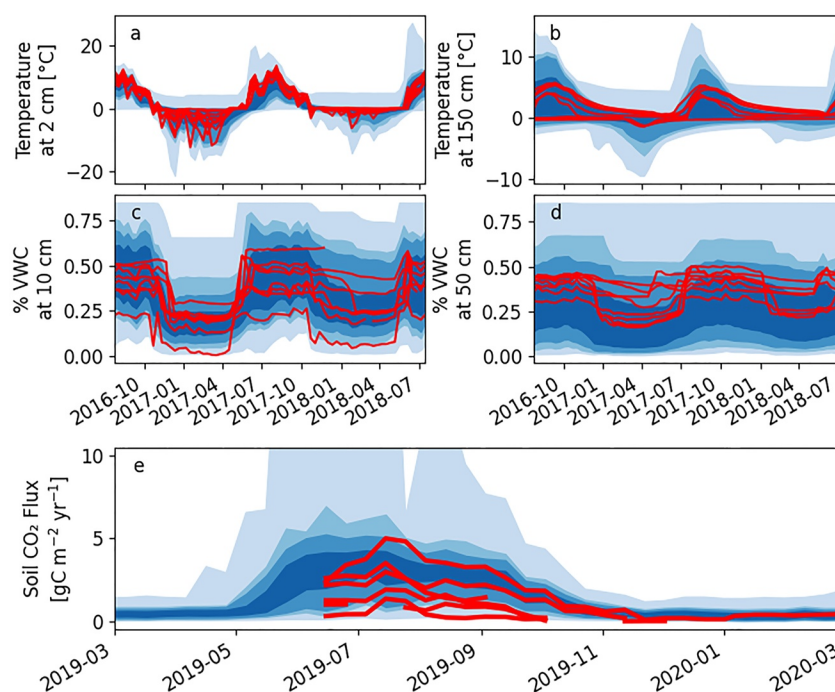 a
Temperature
at 2 cm [°C]
20
0
−20
b
Temperature
at 150 cm [°C]
10
0
−10
c
% VWC
at 10 cm
0.75
0.50
0.25
0.00
2016-10
2017-01
2017-04
2017-07
2017-10
2018-01
2018-04
2018-07
d
% VWC
at 50 cm
0.75
0.50
0.25
0.00
2016-10
2017-01
2017-04
2017-07
2017-10
2018-01
2018-04
2018-07
e
Soil CO₂ Flux
[gC m⁻² yr⁻¹]
10
5
0
2019-03
2019-05
2019-07
2019-09
2019-11
2020-01
2020-03